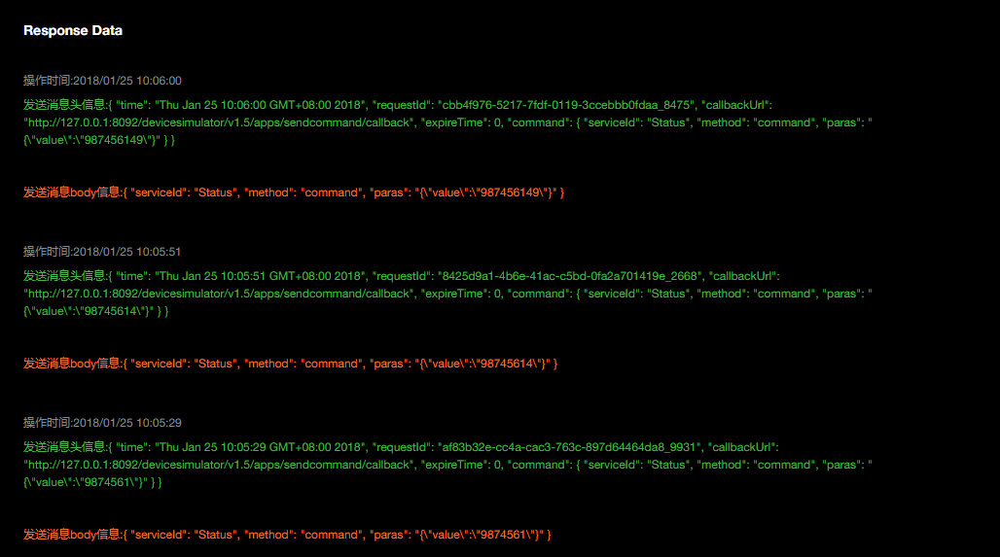 Response Data
操作时间:2018/01/25 10:06:00
发送消息头信息:{ "time": "Thu Jan 25 10:06:00 GMT+08:00 2018", "requestId": "cbb4f976-5217-7fdf-0119-3ccebbb0fdaa_8475", "callbackUrl":
"http://127.0.0.1:8092/devicesimulator/v1.5/apps/sendcommand/callback", "expireTime": 0, "command": { "serviceId": "Status", "method": "command", "paras": "
{\"value\":\"987456149\"}" } }
发送消息body信息:{ "serviceId": "Status", "method": "command", "paras": "{\"value\":\"987456149\"}" }
操作时间:2018/01/25 10:05:51
发送消息头信息:{ "time": "Thu Jan 25 10:05:51 GMT+08:00 2018", "requestId": "8425d9a1-4b6e-41ac-c5bd-0fa2a701419e_2668", "callbackUrl":
"http://127.0.0.1:8092/devicesimulator/v1.5/apps/sendcommand/callback", "expireTime": 0, "command": { "serviceId": "Status", "method": "command", "paras": "
{\"value\":\"98745614\"}" } }
发送消息body信息:{ "serviceId": "Status", "method": "command", "paras": "{\"value\":\"98745614\"}" }
操作时间:2018/01/25 10:05:29
发送消息头信息:{ "time": "Thu Jan 25 10:05:29 GMT+08:00 2018", "requestId": "af83b32e-cc4a-cac3-763c-897d64464da8_9931", "callbackUrl":
"http://127.0.0.1:8092/devicesimulator/v1.5/apps/sendcommand/callback", "expireTime": 0, "command": { "serviceId": "Status", "method": "command", "paras": "
{\"value\":\"9874561\"}" } }
发送消息body信息:{ "serviceId": "Status", "method": "command", "paras": "{\"value\":\"9874561\"}" }